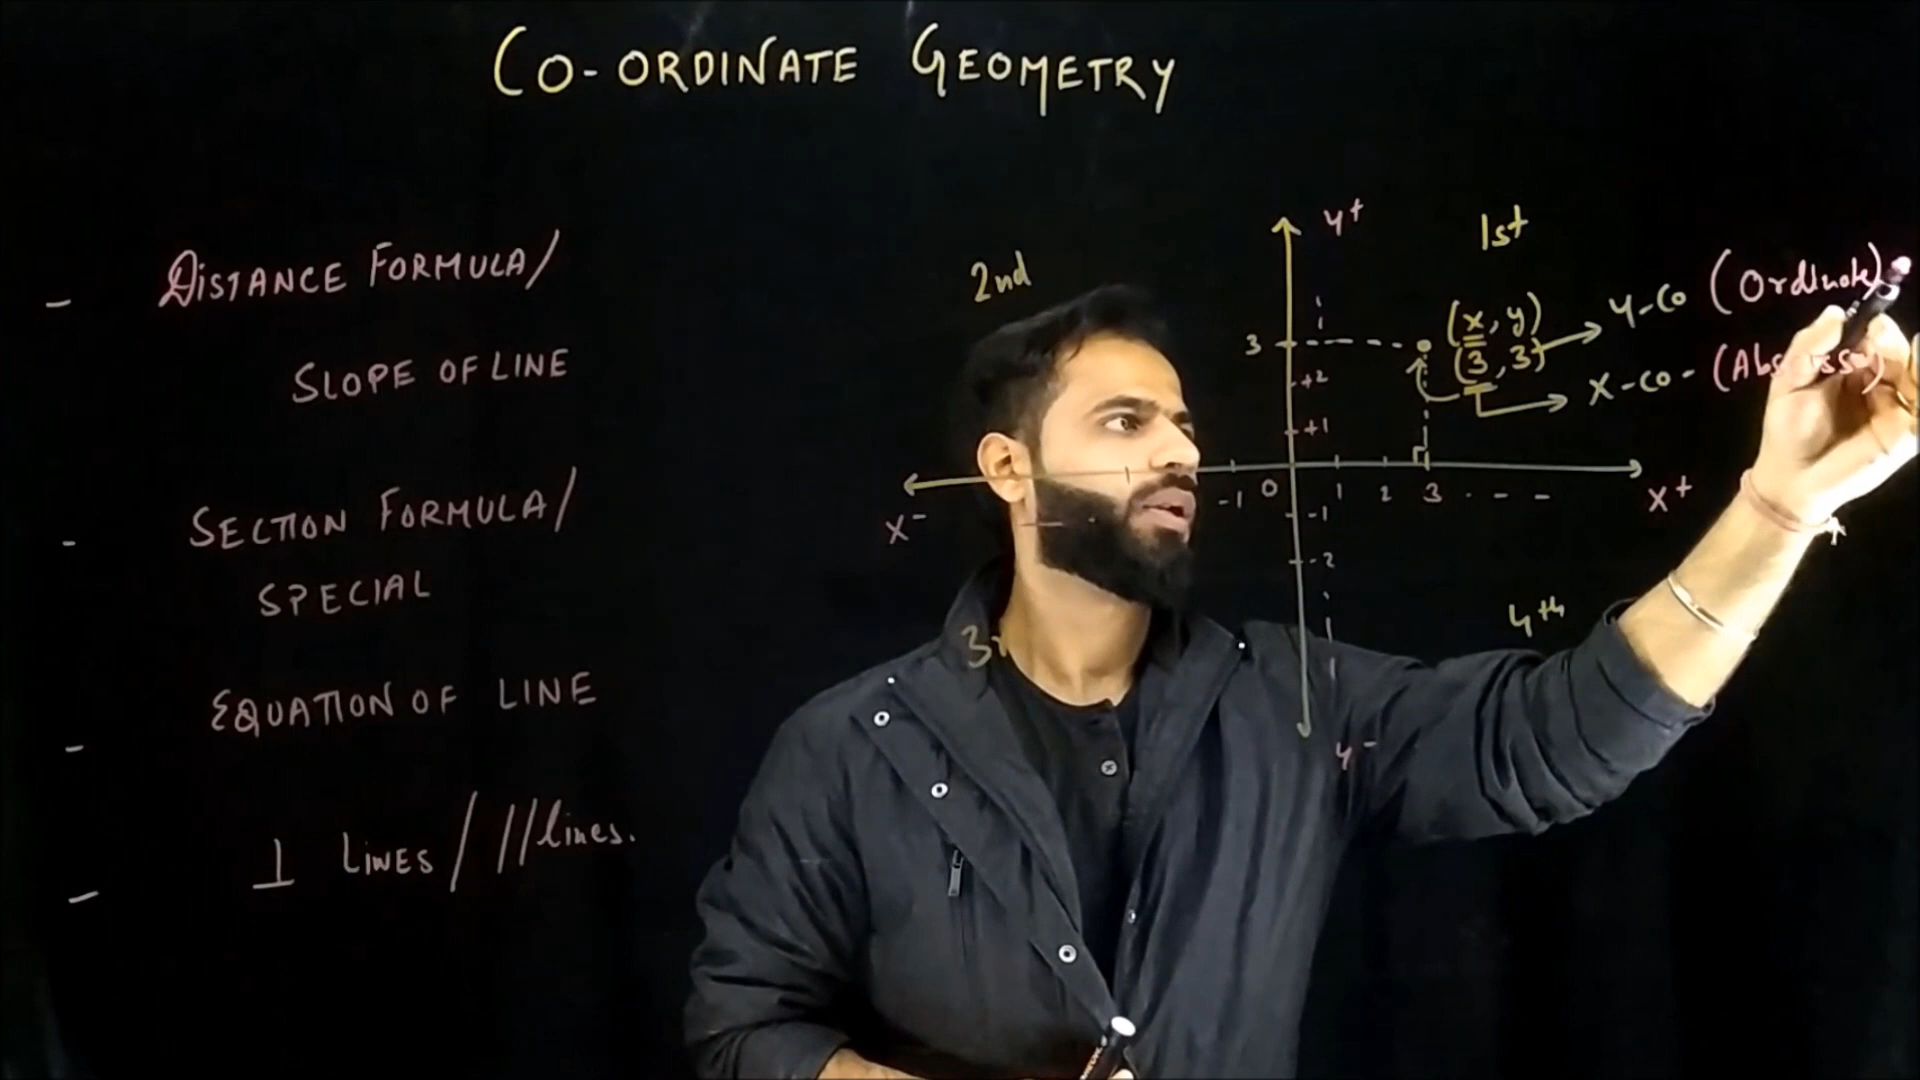 CO-ORDINATE GEOMETRY
- DISTANCE FORMULA/
SLOPE OF LINE
- SECTION FORMULA/
SPECIAL
- EQUATION OF LINE
- ⊥ LINES / // lines.
y+
1st
2nd
(x, y)
(3, 3)
Y-CO (Ordinate)
X-CO- (Abscissa)
3
+2
+1
-1 0 1 2 3 . - -
X-
X+
-1
-2
4th
y-